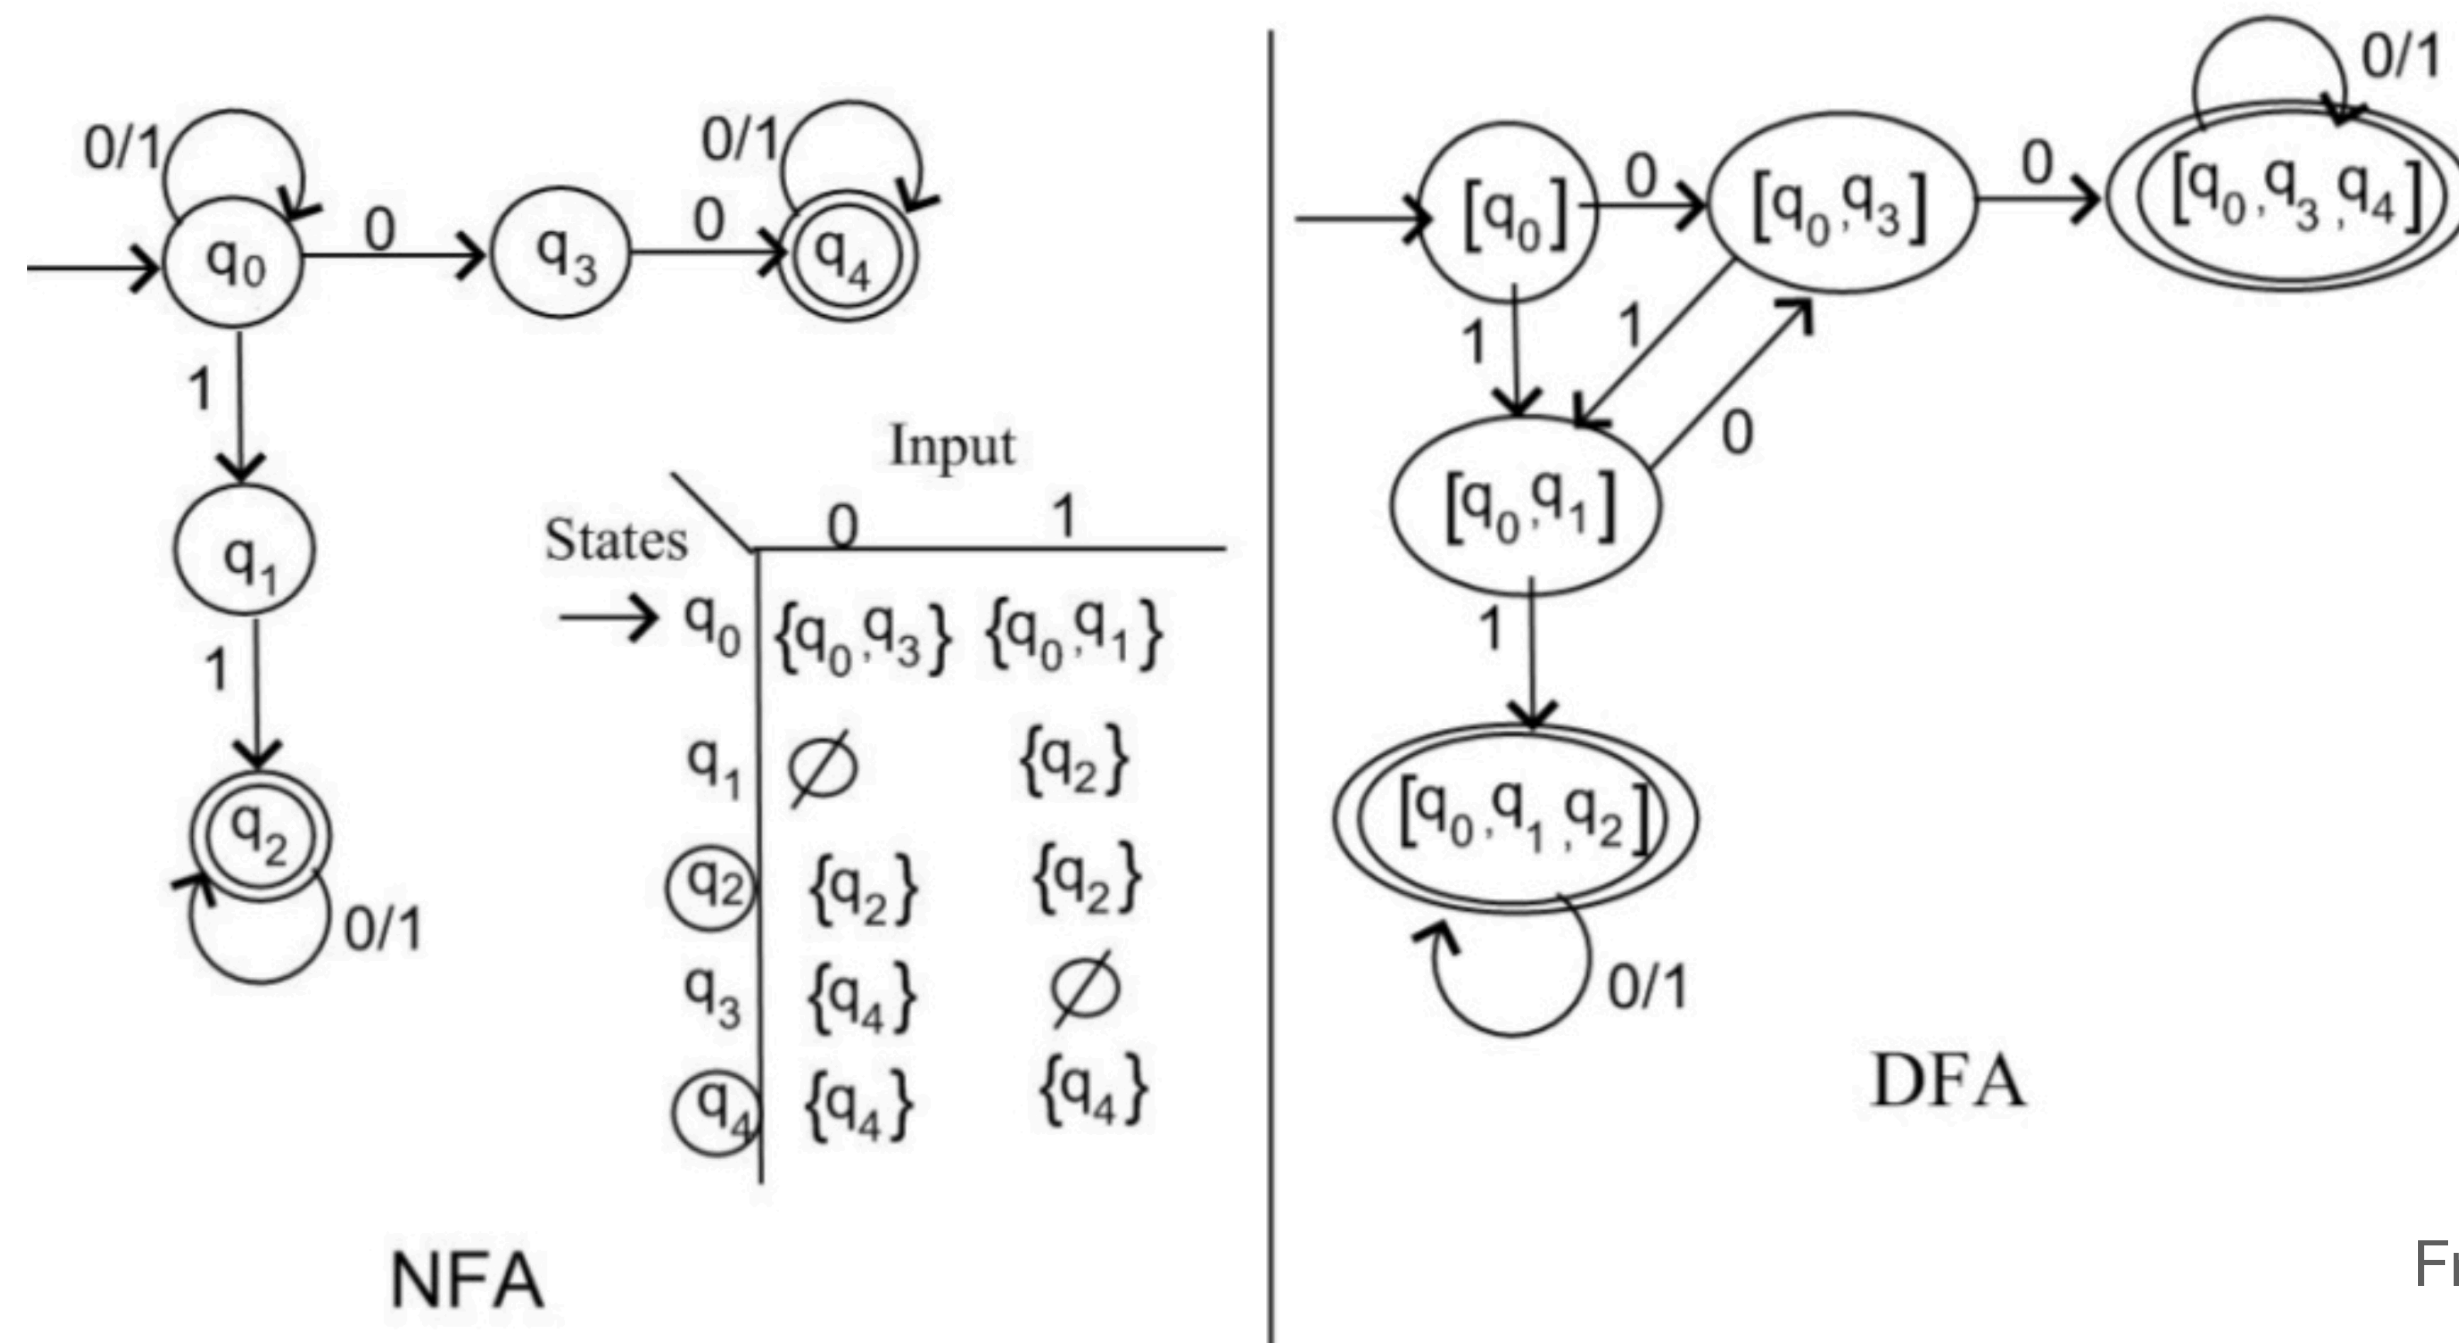 0/1
0/1
0
0
q0
q3
q4
1
q1
1
q2
0/1
Input
States
0 1
q0 {q0,q3} {q0,q1}
q1 ∅ {q2}
q2 {q2} {q2}
q3 {q4} ∅
q4 {q4} {q4}
NFA
0/1
[q0]
0
[q0,q3]
0
[q0,q3,q4]
1
1
0
[q0,q1]
1
[q0,q1,q2]
0/1
DFA